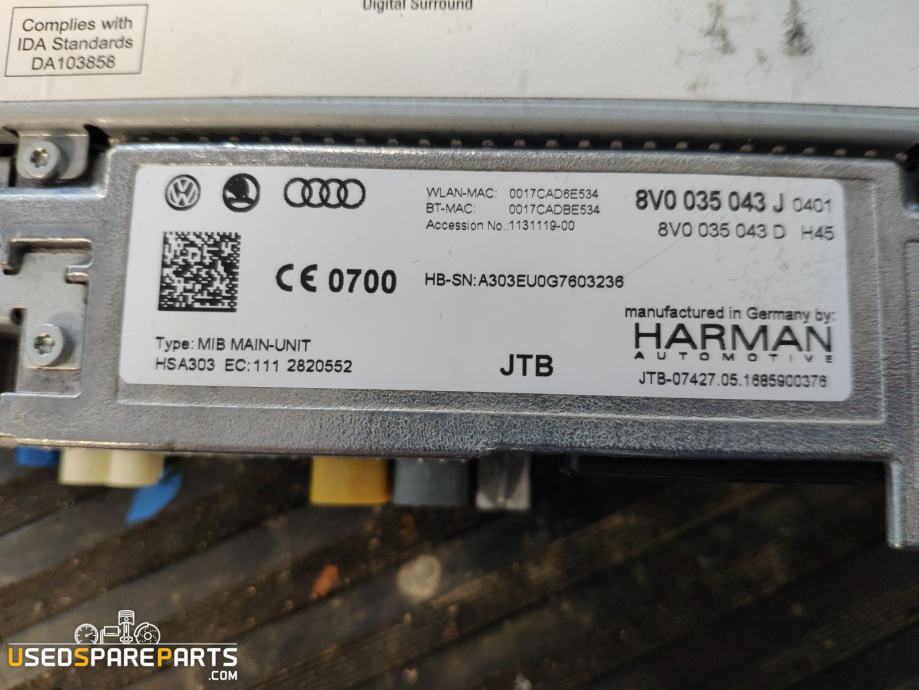 Digital Surround
Complies with
IDA Standards
DA103858
WLAN-MAC: 0017CAD6E534
BT-MAC: 0017CADBE534
Accession No.:1131119-00
8V0 035 043 J 0401
8V0 035 043 D H45
CE 0700
HB-SN:A303EU0G7603236
Type: MIB MAIN-UNIT
HSA303 EC:111 2820552
JTB
manufactured in Germany by:
HARMAN
AUTOMOTIVE
JTB-07427.05.1685900376
USEDSPAREPARTS
.COM